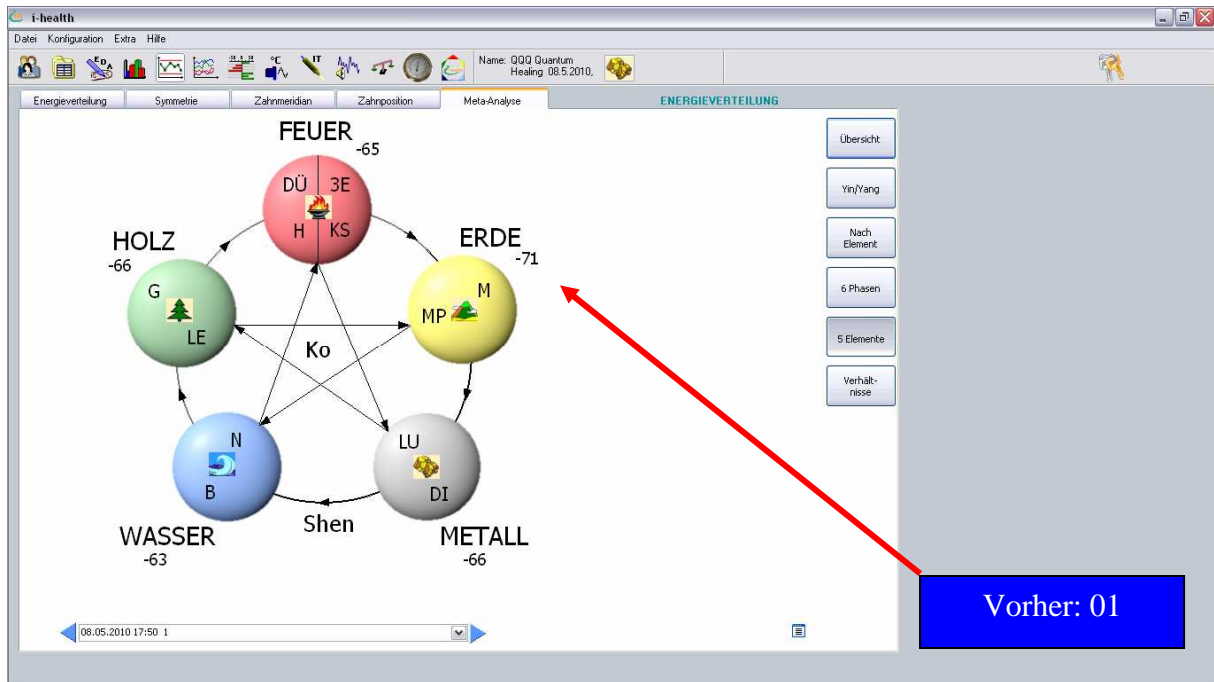 i-health
Datei Konfiguration Extra Hilfe
EDA
°C
IT
Name: QQQ Quantum
Healing 08.5.2010,
Energieverteilung Symmetrie Zahnmeridian Zahnposition Meta-Analyse ENERGIEVERTEILUNG
FEUER
-65
DÜ 3E
H KS
HOLZ
-66
G
LE
ERDE
-71
M
MP
Ko
N
B
LU
DI
Shen
WASSER
-63
METALL
-66
Übersicht
Yin/Yang
Nach
Element
6 Phasen
5 Elemente
Verhält-
nisse
Vorher: 01
08.05.2010 17:50 1